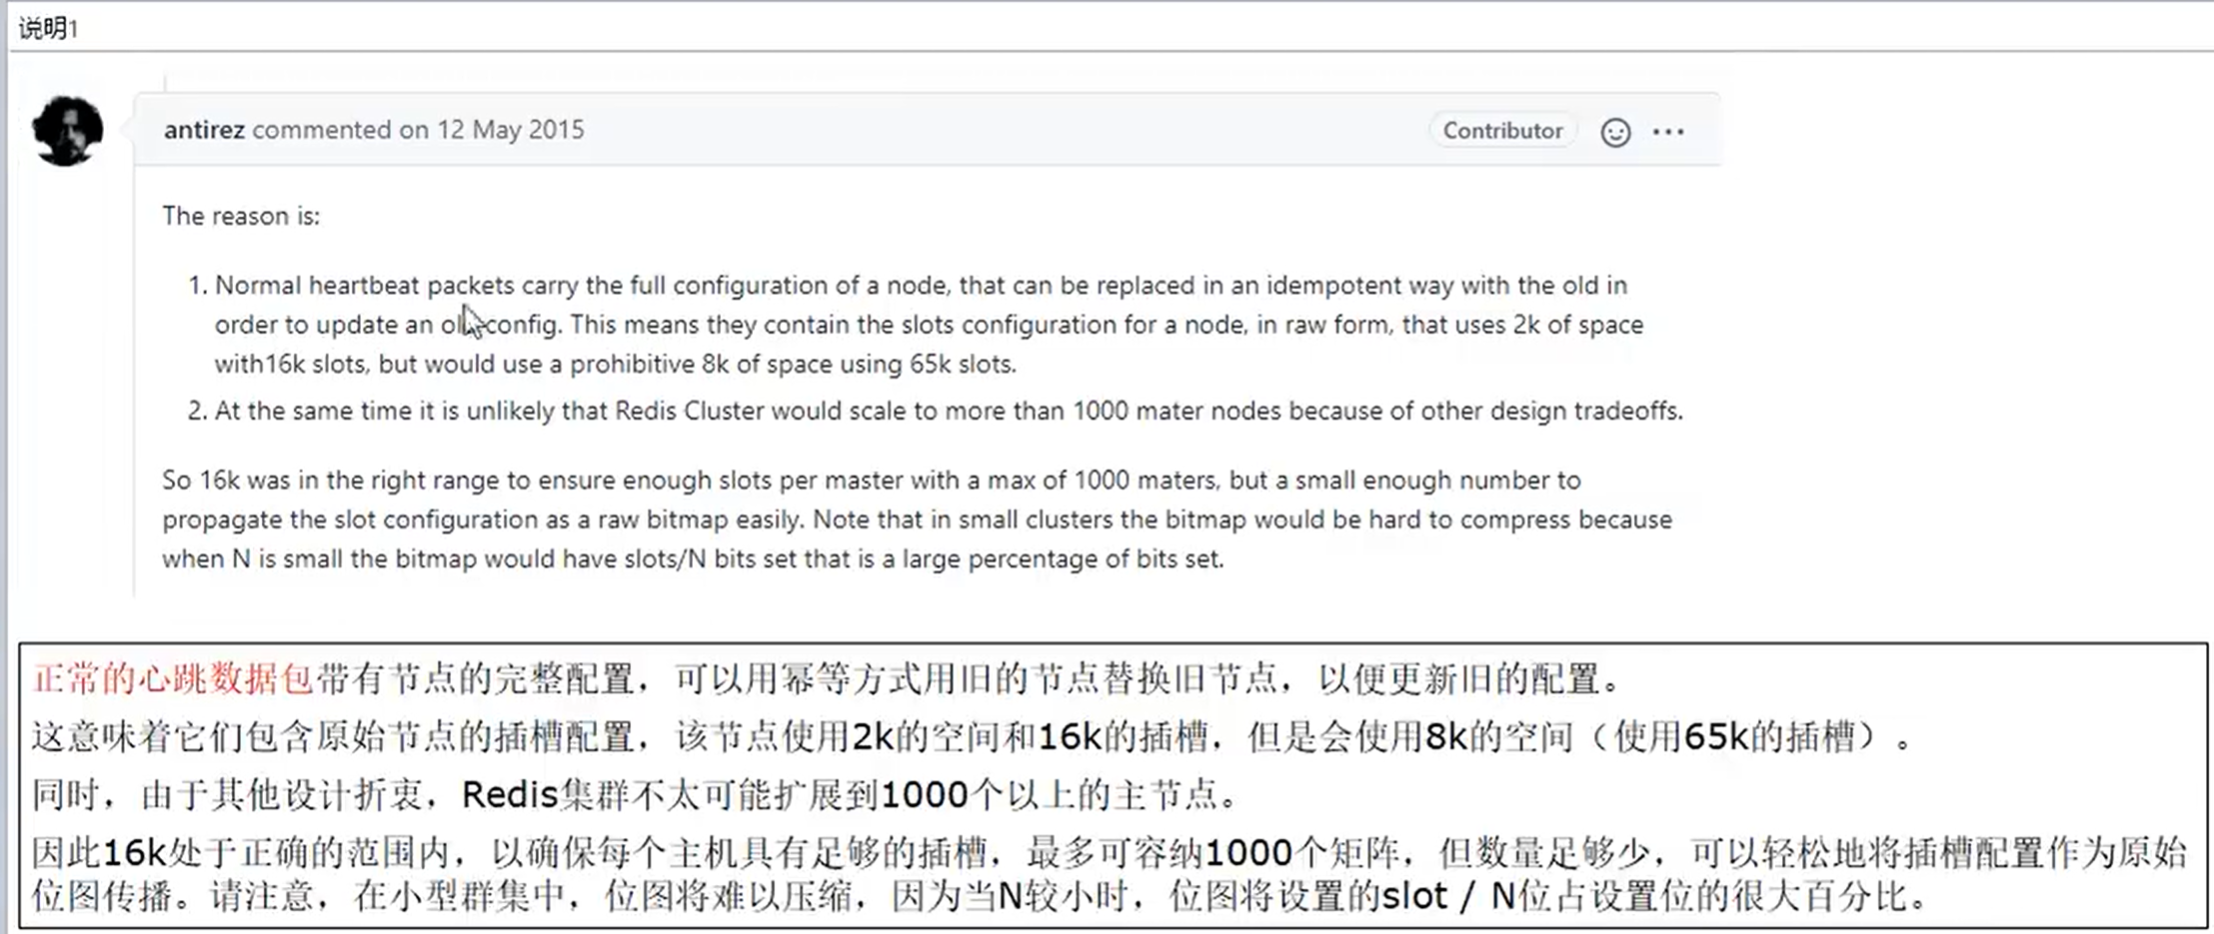 说明1
antirez commented on 12 May 2015
Contributor
The reason is:
1. Normal heartbeat packets carry the full configuration of a node, that can be replaced in an idempotent way with the old in
order to update an old config. This means they contain the slots configuration for a node, in raw form, that uses 2k of space
with16k slots, but would use a prohibitive 8k of space using 65k slots.
2. At the same time it is unlikely that Redis Cluster would scale to more than 1000 mater nodes because of other design tradeoffs.
So 16k was in the right range to ensure enough slots per master with a max of 1000 maters, but a small enough number to
propagate the slot configuration as a raw bitmap easily. Note that in small clusters the bitmap would be hard to compress because
when N is small the bitmap would have slots/N bits set that is a large percentage of bits set.
正常的心跳数据包带有节点的完整配置，可以用幂等方式用旧的节点替换旧节点，以便更新旧的配置。
这意味着它们包含原始节点的插槽配置，该节点使用2k的空间和16k的插槽，但是会使用8k的空间（使用65k的插槽）。
同时，由于其他设计折衷，Redis集群不太可能扩展到1000个以上的主节点。
因此16k处于正确的范围内，以确保每个主机具有足够的插槽，最多可容纳1000个矩阵，但数量足够少，可以轻松地将插槽配置作为原始
位图传播。请注意，在小型群集中，位图将难以压缩，因为当N较小时，位图将设置的slot / N位占设置位的很大百分比。